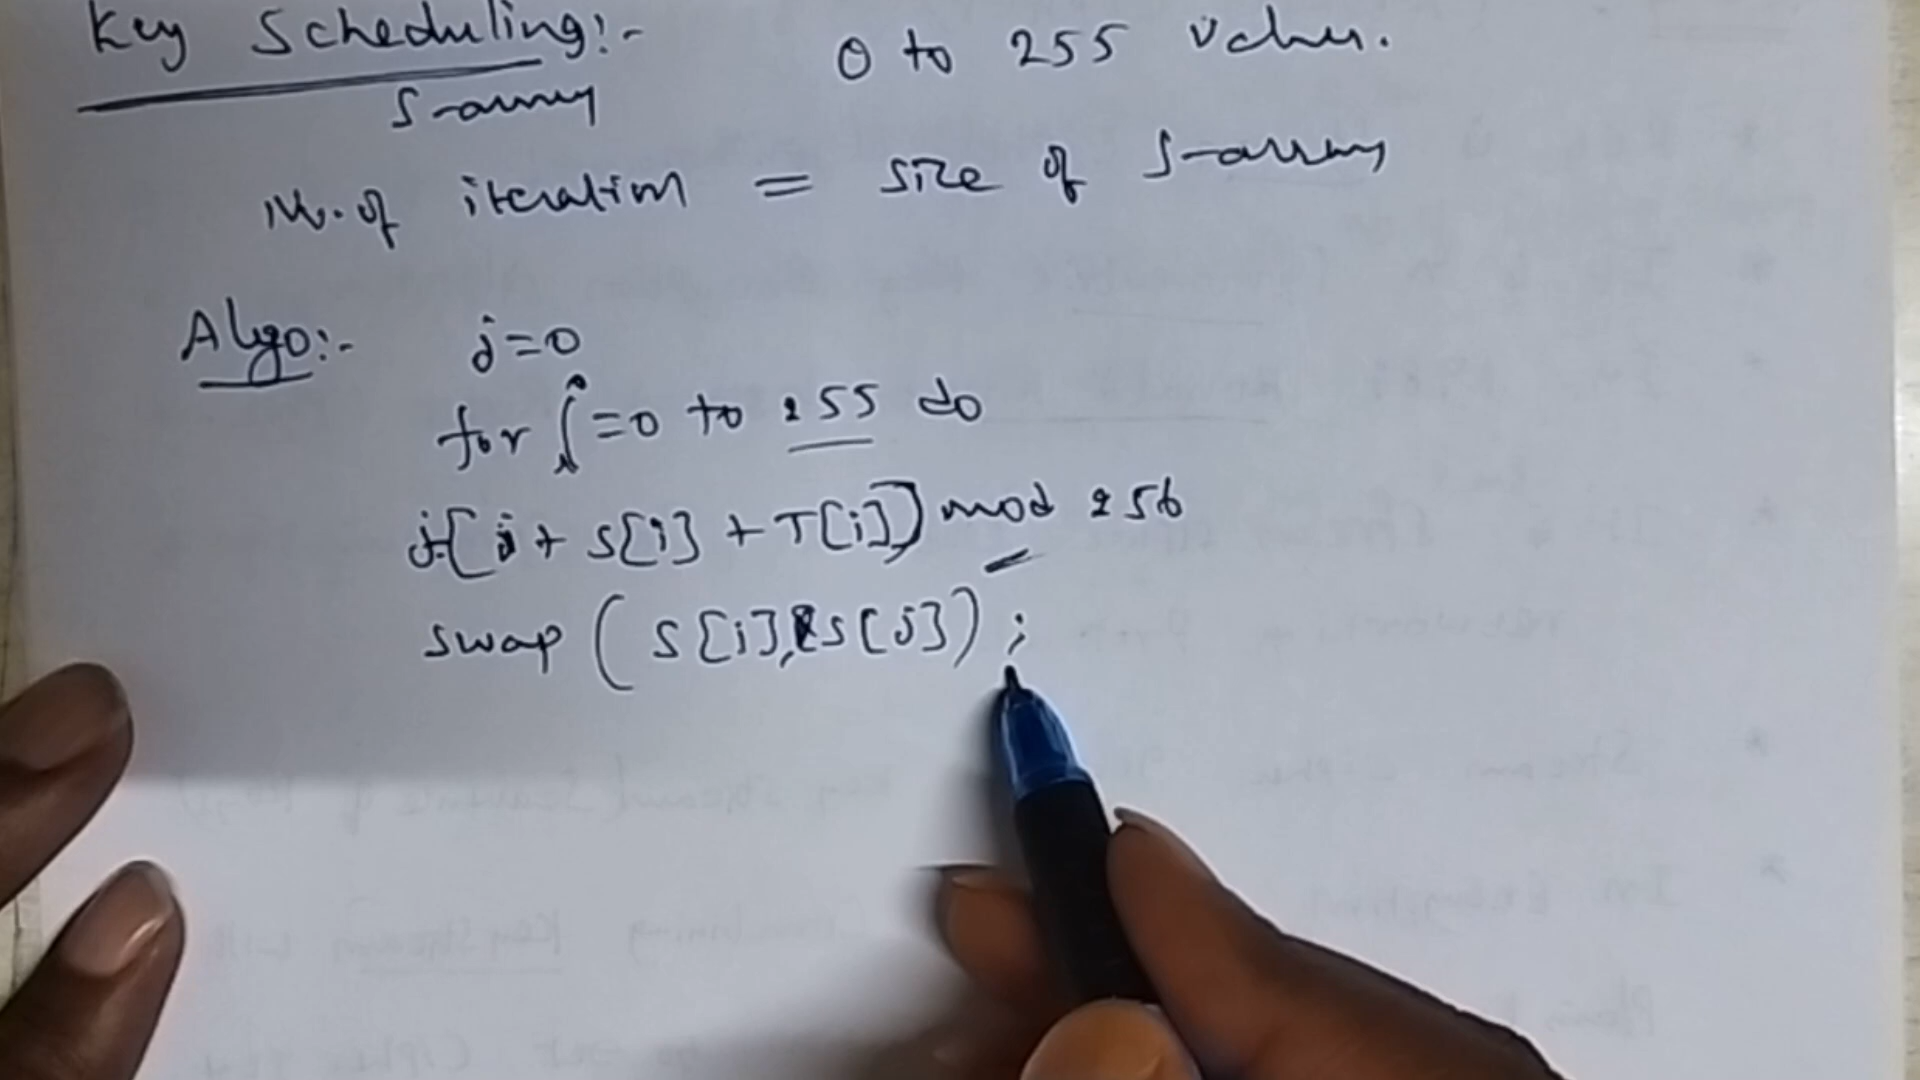 Key Scheduling:-
0 to 255 values.
S-array
No. of iteration = size of S-array
Algo:- j=0
for i=0 to 255 do
j=[j + S[i] + T[i]) mod 256
swap (S[i], S[j]);